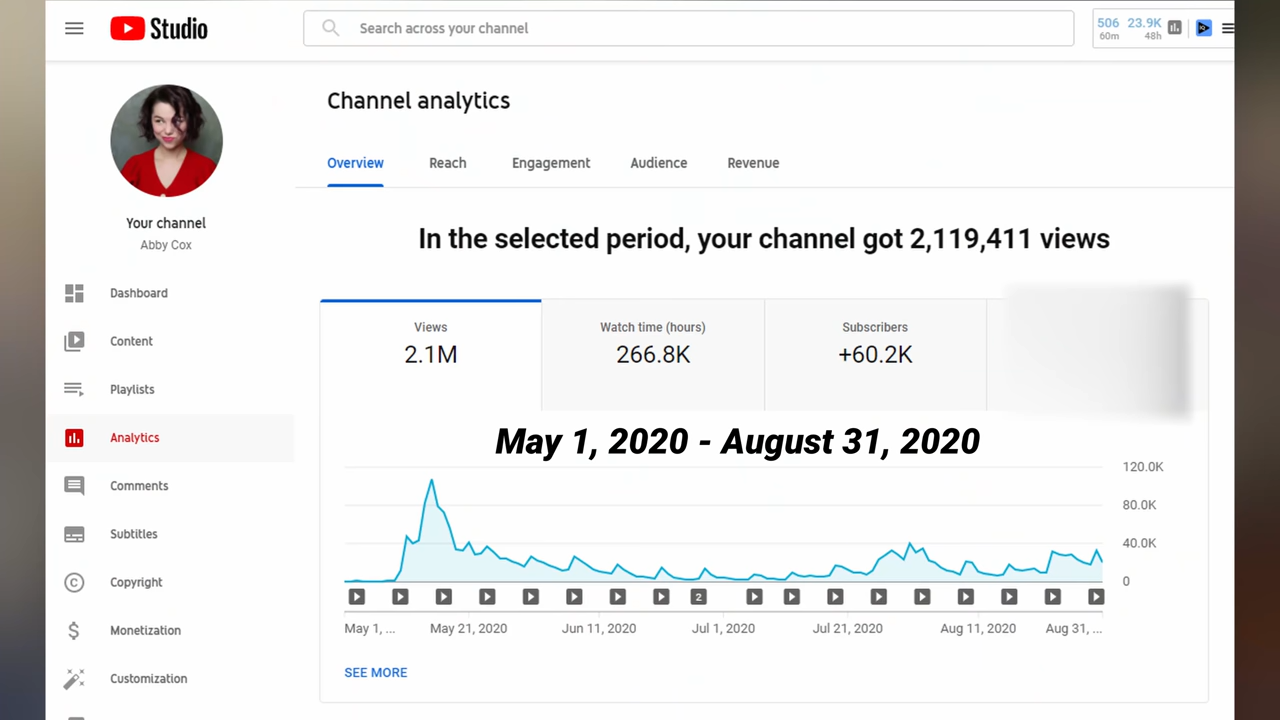 Studio
Search across your channel
506 23.9K
60m 48h
Your channel
Abby Cox
Dashboard
Content
Playlists
Analytics
Comments
Subtitles
Copyright
Monetization
Customization
Channel analytics
Overview Reach Engagement Audience Revenue
In the selected period, your channel got 2,119,411 views
Views Watch time (hours) Subscribers
2.1M 266.8K +60.2K
May 1, 2020 - August 31, 2020
120.0K
80.0K
40.0K
0
2
May 1, ... May 21, 2020 Jun 11, 2020 Jul 1, 2020 Jul 21, 2020 Aug 11, 2020 Aug 31, ...
SEE MORE